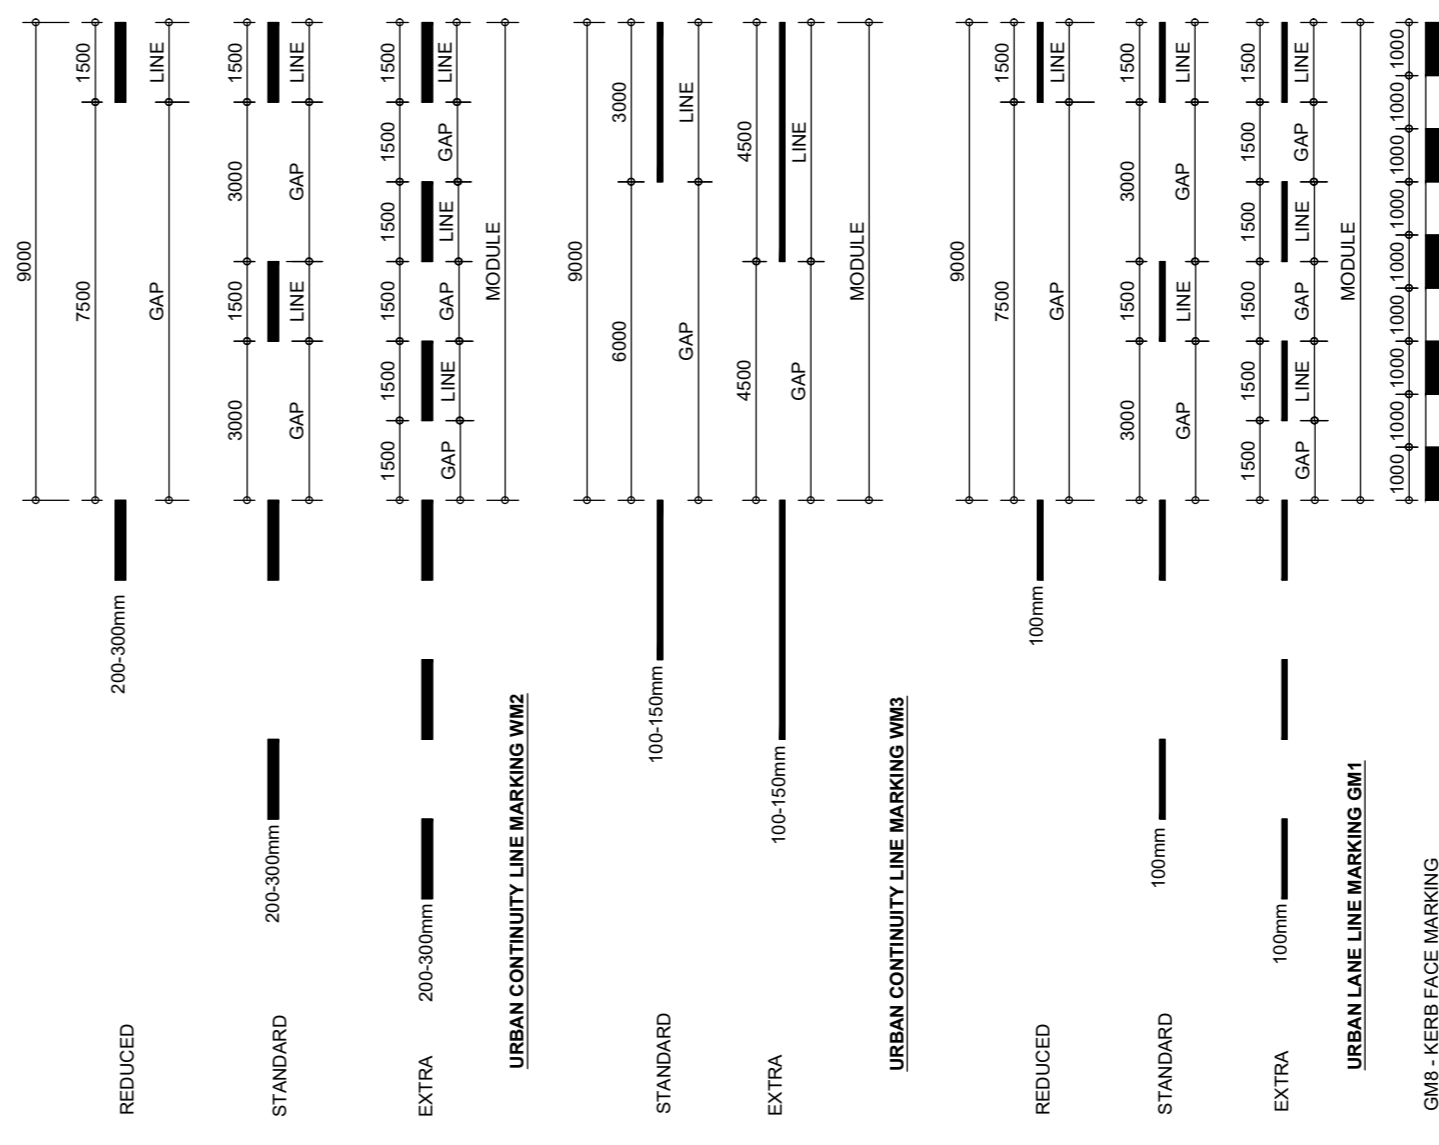 9000
7500 1500
REDUCED 200-300mm
GAP LINE
3000 1500 3000 1500
STANDARD 200-300mm
GAP LINE GAP LINE
1500 1500 1500 1500 1500 1500
EXTRA 200-300mm
GAP LINE GAP LINE GAP LINE
MODULE
URBAN CONTINUITY LINE MARKING WM2
9000
6000 3000
STANDARD 100-150mm
GAP LINE
4500 4500
EXTRA 100-150mm
GAP LINE
MODULE
URBAN CONTINUITY LINE MARKING WM3
9000
7500 1500
REDUCED 100mm
GAP LINE
3000 1500 3000 1500
STANDARD 100mm
GAP LINE GAP LINE
1500 1500 1500 1500 1500 1500
EXTRA 100mm
GAP LINE GAP LINE GAP LINE
MODULE
URBAN LANE LINE MARKING GM1
1000 1000 1000 1000 1000 1000 1000 1000 1000
GM8 - KERB FACE MARKING